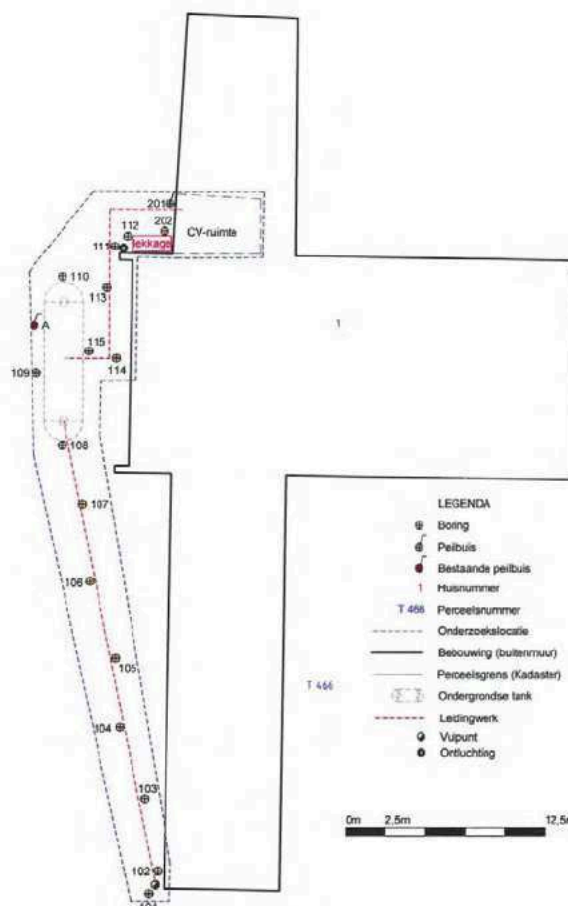 201
202
112
CV-ruimte
111
lekkage
110
113
A
1
115
109
114
108
107
106
105
104
103
102
T 466
LEGENDA
Boring
Peilbuis
Bestaande peilbuis
1 Huisnummer
T 466 Perceelsnummer
Onderzoekslocatie
Bebouwing (buitenmuur)
Perceelsgrens (Kadaster)
Ondergrondse tank
Leidingwerk
Vulpunt
Ontluchting
0m 2,5m 12,5m